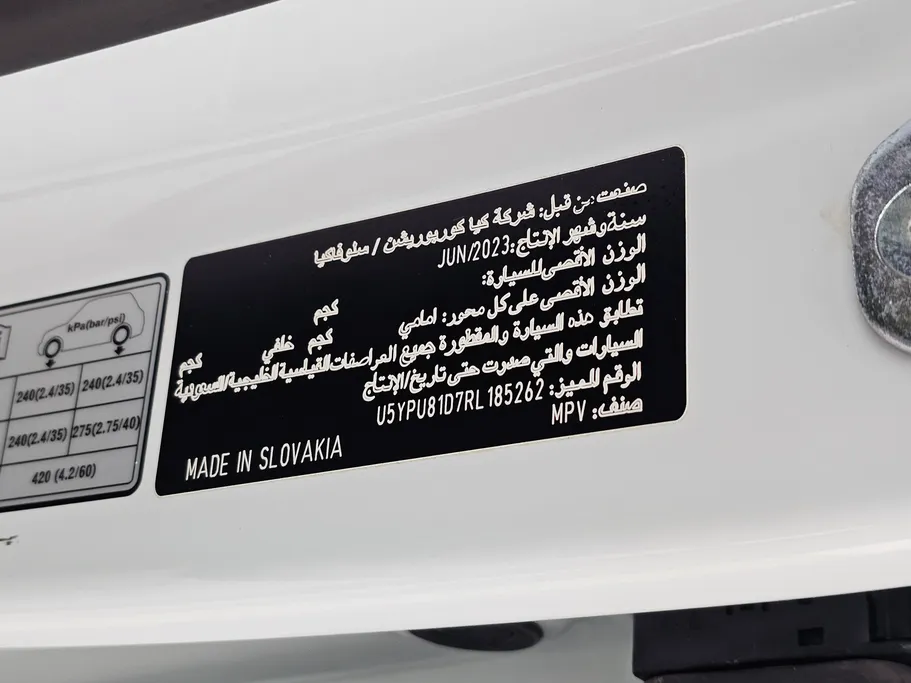 صنعت من قبل: شركة كيا كوربوريشن / سلوفاكيا
سنة وشهر الإنتاج: JUN/2023
الوزن الأقصى للسيارة: كجم
الوزن الأقصى على كل محور: امامي كجم خلفي كجم
تطابق هذه السيارة والمقطورة جميع المواصفات القياسية الخليجية/السعودية
السيارات والتي صدرت حتى تاريخ/الإنتاج
الرقم المميز: U5YPU81D7RL185262
صنف: MPV
MADE IN SLOVAKIA
kPa(bar/psi)
240(2.4/35) 240(2.4/35)
240(2.4/35) 275(2.75/40)
420 (4.2/60)